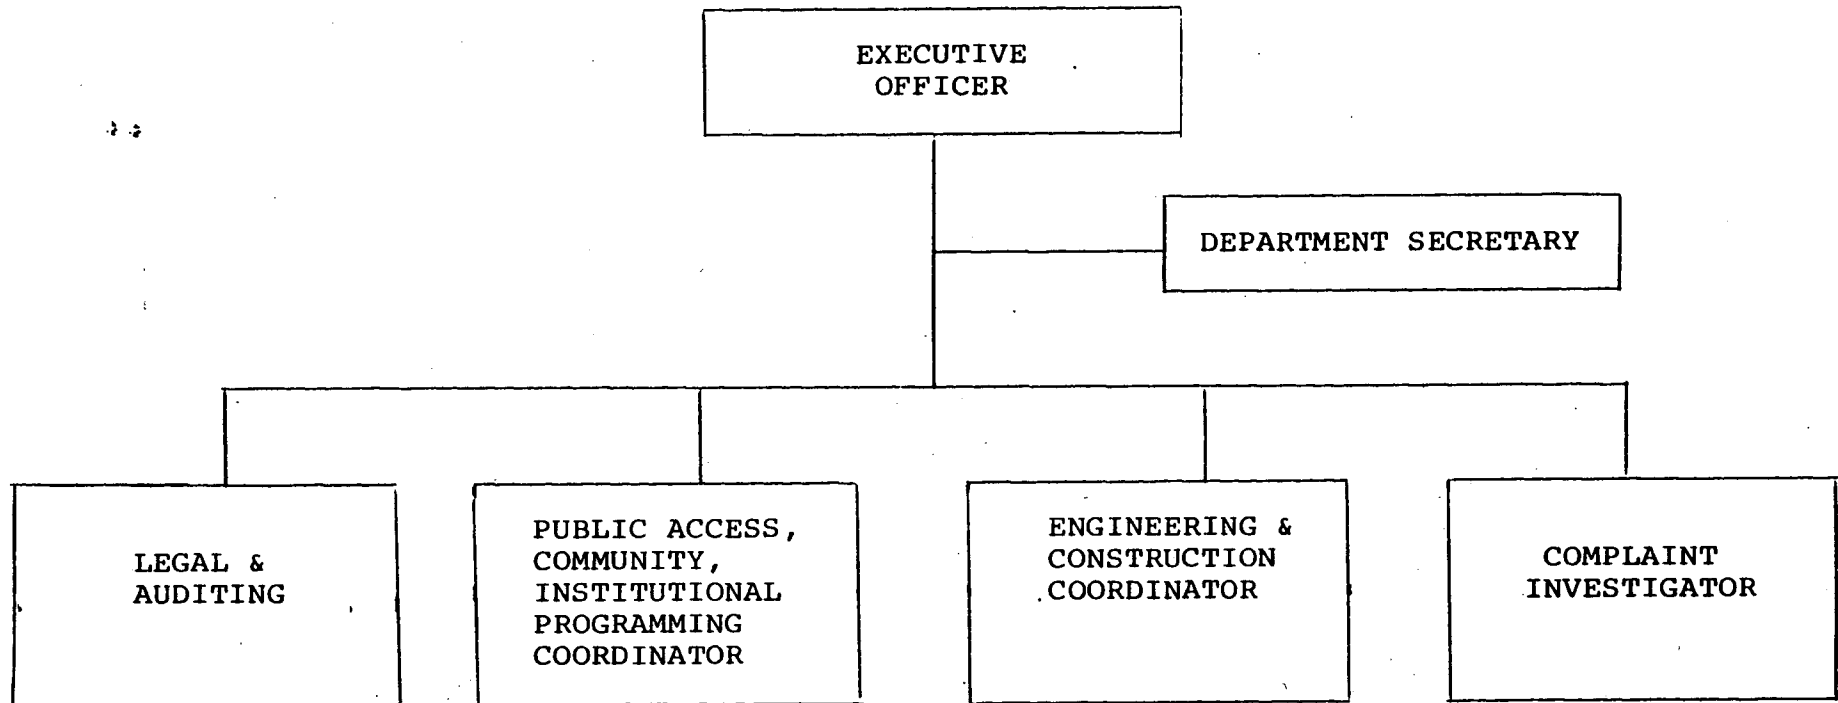 EXECUTIVE
OFFICER
DEPARTMENT SECRETARY
LEGAL &
AUDITING
PUBLIC ACCESS,
COMMUNITY,
INSTITUTIONAL
PROGRAMMING
COORDINATOR
ENGINEERING &
CONSTRUCTION
COORDINATOR
COMPLAINT
INVESTIGATOR